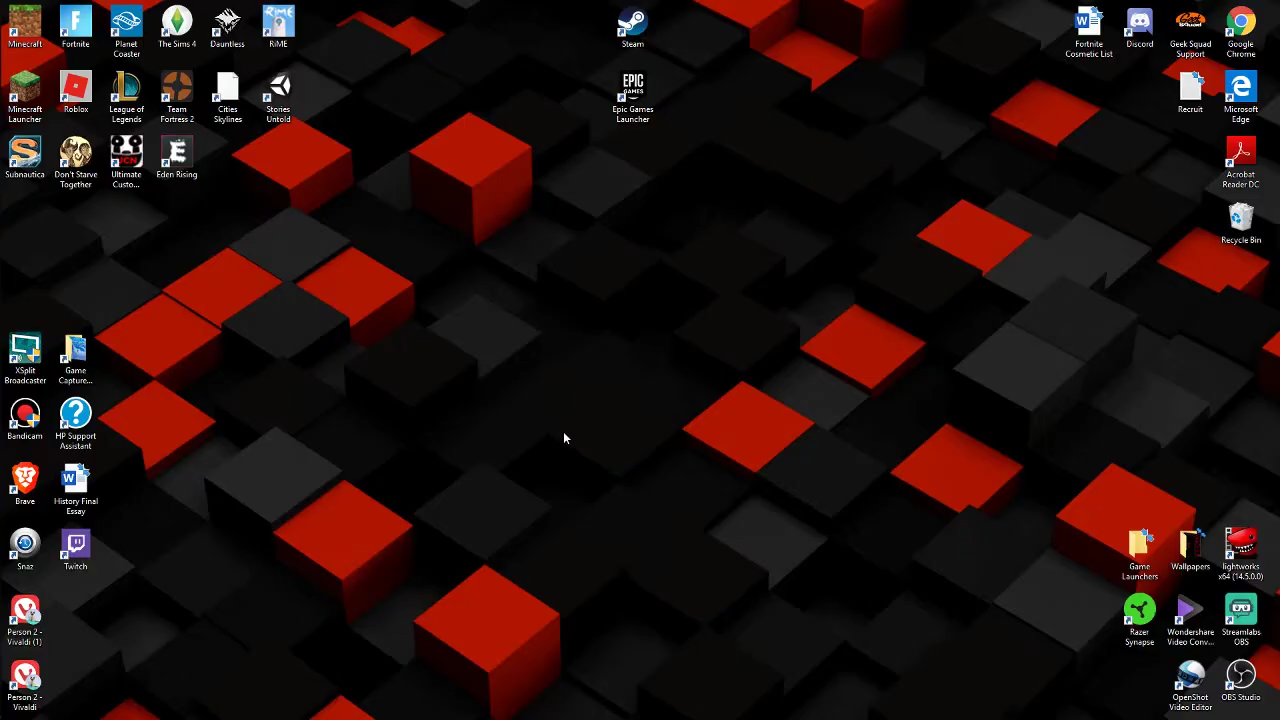 Minecraft
Fortnite
Planet
Coaster
The Sims 4
Dauntless
RiME
Steam
Fortnite
Cosmetic List
Discord
Geek Squad
Support
Google
Chrome
Minecraft
Launcher
Roblox
League of
Legends
Team
Fortress 2
Cities
Skylines
Stories
Untold
EPIC
GAMES
Epic Games
Launcher
Recruit
Microsoft
Edge
Subnautica
Don't Starve
Together
UCN
Ultimate
Custo...
Eden Rising
Acrobat
Reader DC
Recycle Bin
XSplit
Broadcaster
Game
Capture...
Bandicam
HP Support
Assistant
Brave
History Final
Essay
Snaz
Twitch
Game
Launchers
Wallpapers
lightworks
x64 (14.5.0.0)
Person 2 -
Vivaldi (1)
Razer
Synapse
Wondershare
Video Conv...
Streamlabs
OBS
Person 2 -
Vivaldi
OpenShot
Video Editor
OBS Studio